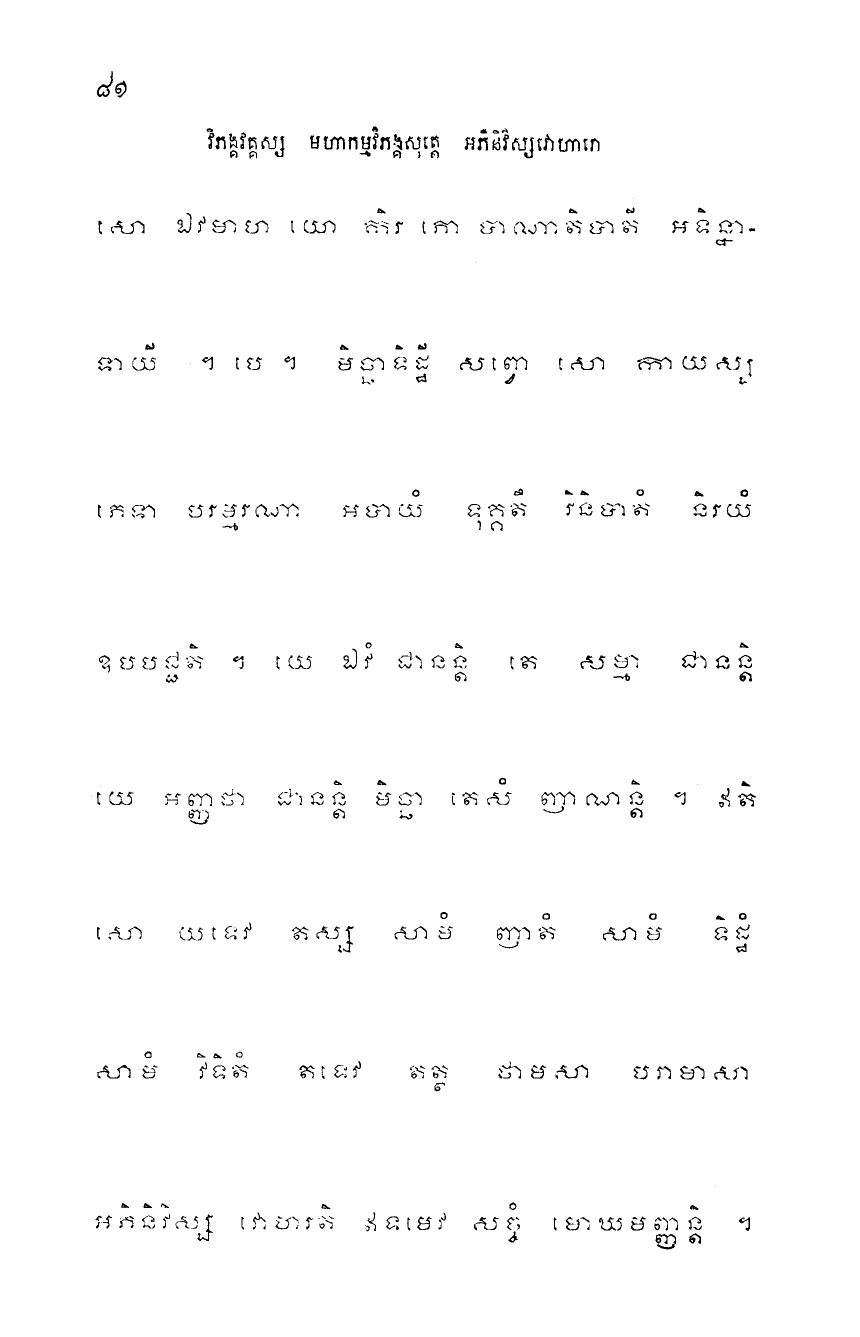 ៨១
វិភង្គវគ្គស្ស មហាកម្មវិភង្គសុត្តេ អភិនិវិស្សវោហារោ
សោ ឯវមាហ យោ កិរ ភោ បាណាតិបាតី អទិន្នា-
ទាយី ។ បេ ។ មិច្ឆាទិដ្ឋី សព្វោ សោ កាយស្ស
ភេទា បរម្មរណា អបាយំ ទុគ្គតឹ វិនិបាតំ និរយំ
ឧបបជ្ជតិ ។ យេ ឯវំ ជានន្តិ តេ សម្មា ជានន្តិ
យេ អញ្ញថា ជានន្តិ មិច្ឆា តេសំ ញាណន្តិ ។ ឥតិ
សោ យទេវ តស្ស សាមំ ញាតំ សាមំ ទិដ្ឋំ
សាមំ វិទិតំ តទេវ តត្ថ ថាមសា បរាមាសា
អភិនិវិស្ស វោហរតិ ឥទមេវ សច្ចំ មោឃមញ្ញន្តិ ។